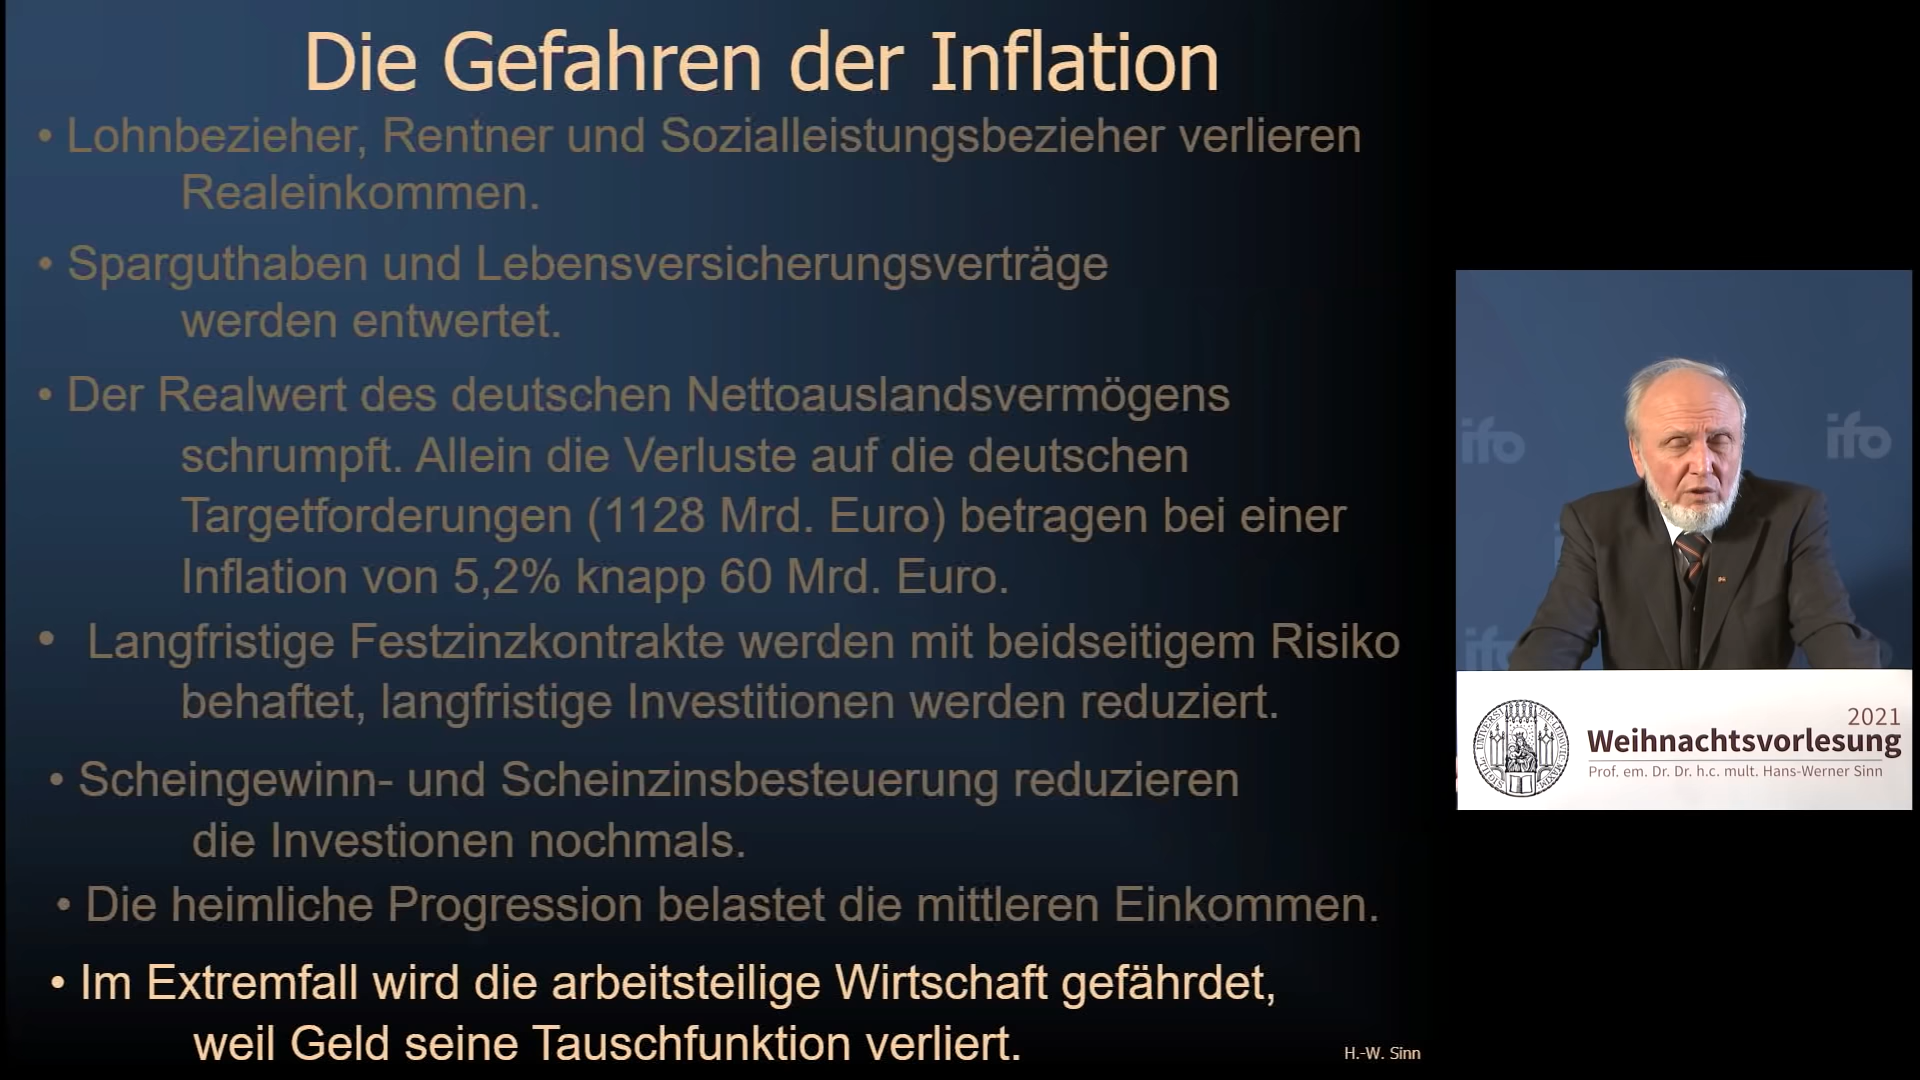 Die Gefahren der Inflation
• Lohnbezieher, Rentner und Sozialleistungsbezieher verlieren
Realeinkommen.
• Sparguthaben und Lebensversicherungsverträge
werden entwertet.
• Der Realwert des deutschen Nettoauslandsvermögens
schrumpft. Allein die Verluste auf die deutschen
Targetforderungen (1128 Mrd. Euro) betragen bei einer
Inflation von 5,2% knapp 60 Mrd. Euro.
• Langfristige Festzinzkontrakte werden mit beidseitigem Risiko
behaftet, langfristige Investitionen werden reduziert.
• Scheingewinn- und Scheinzinsbesteuerung reduzieren
die Investionen nochmals.
• Die heimliche Progression belastet die mittleren Einkommen.
• Im Extremfall wird die arbeitsteilige Wirtschaft gefährdet,
weil Geld seine Tauschfunktion verliert.
H.-W. Sinn
ifo
ifo
ifo
2021
Weihnachtsvorlesung
Prof. em. Dr. Dr. h.c. mult. Hans-Werner Sinn